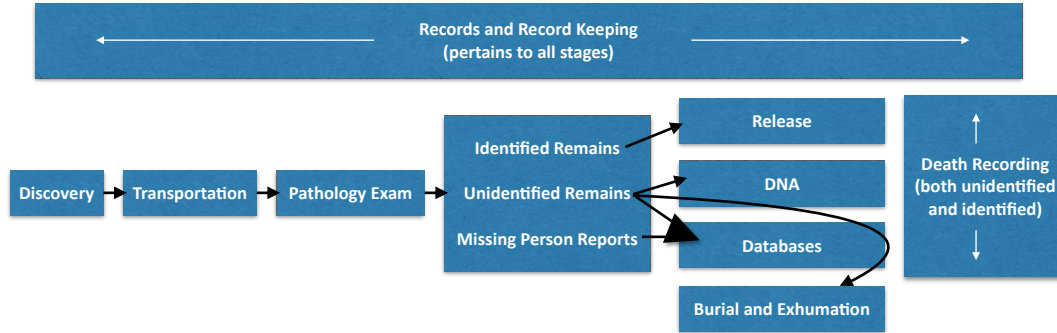 Records and Record Keeping
(pertains to all stages)
Discovery
Transportation
Pathology Exam
Identified Remains
Unidentified Remains
Missing Person Reports
Release
DNA
Databases
Burial and Exhumation
Death Recording
(both unidentified
and identified)